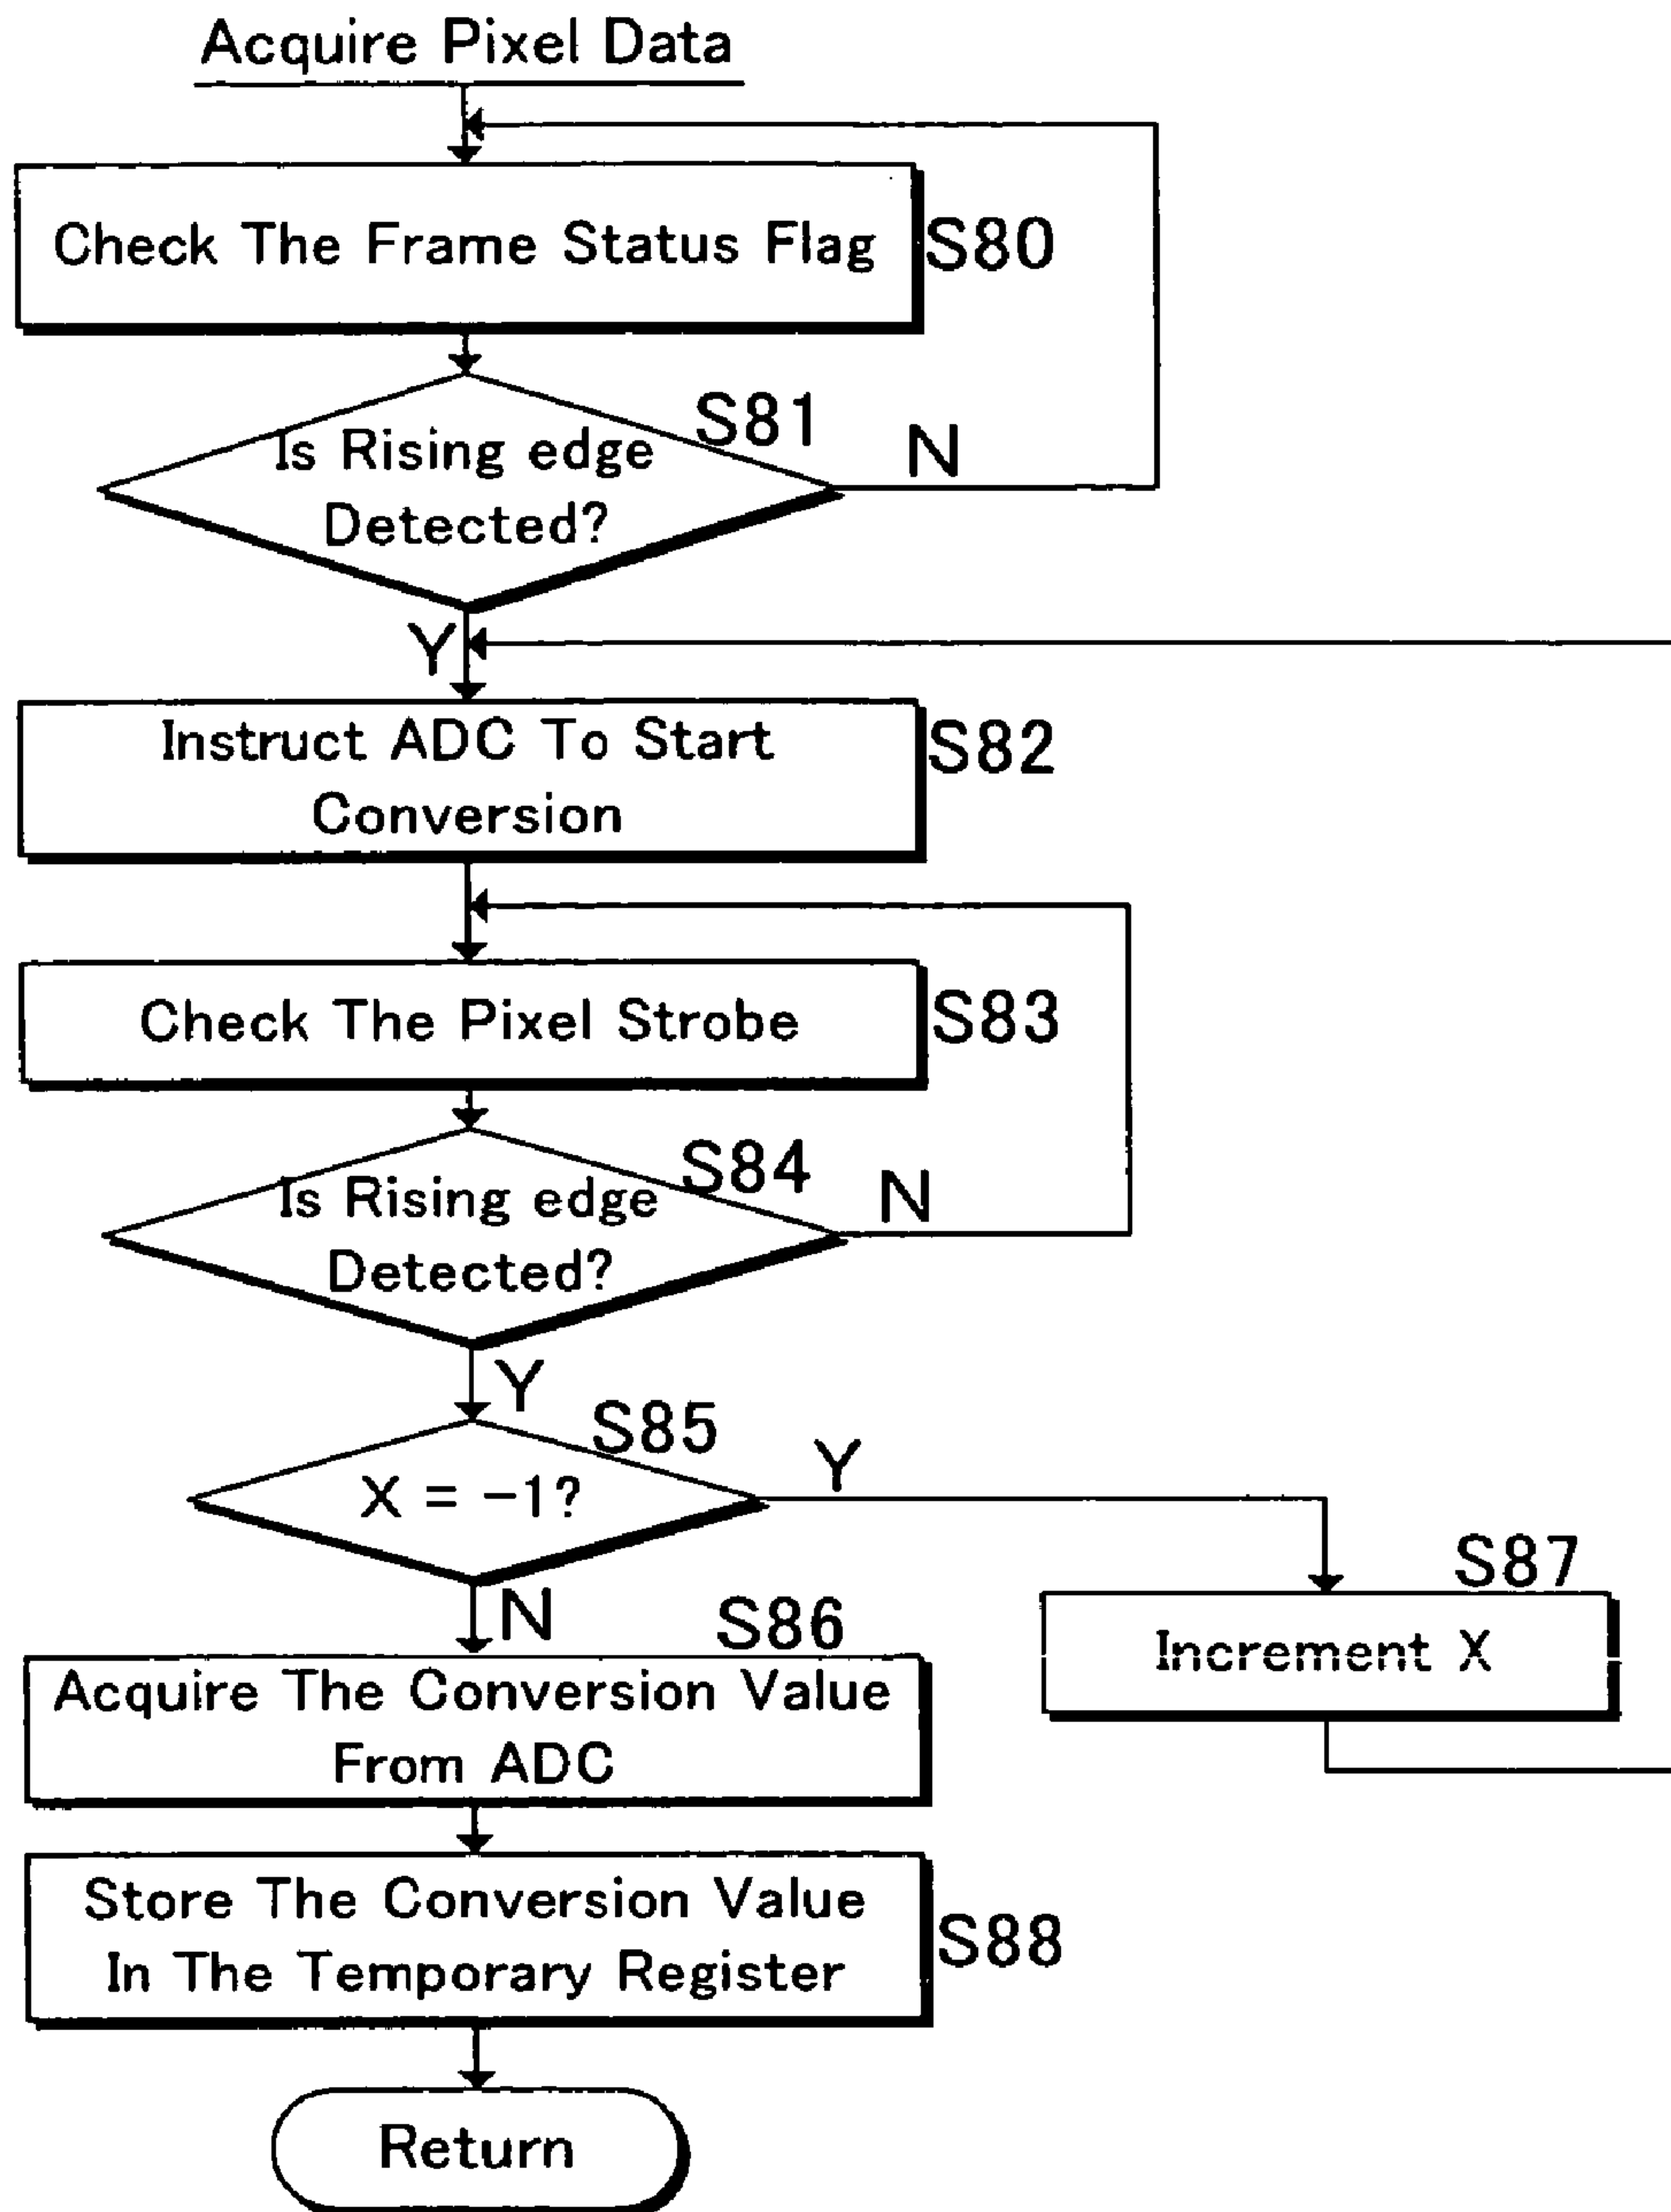 Acquire Pixel Data
Check The Frame Status Flag
S80
S81
Is Rising edge
Detected?
N
Y
Instruct ADC To Start
Conversion
S82
Check The Pixel Strobe
S83
S84
Is Rising edge
Detected?
N
Y
S85
X = -1?
Y
N
S87
Increment X
S86
Acquire The Conversion Value
From ADC
Store The Conversion Value
In The Temporary Register
S88
Return